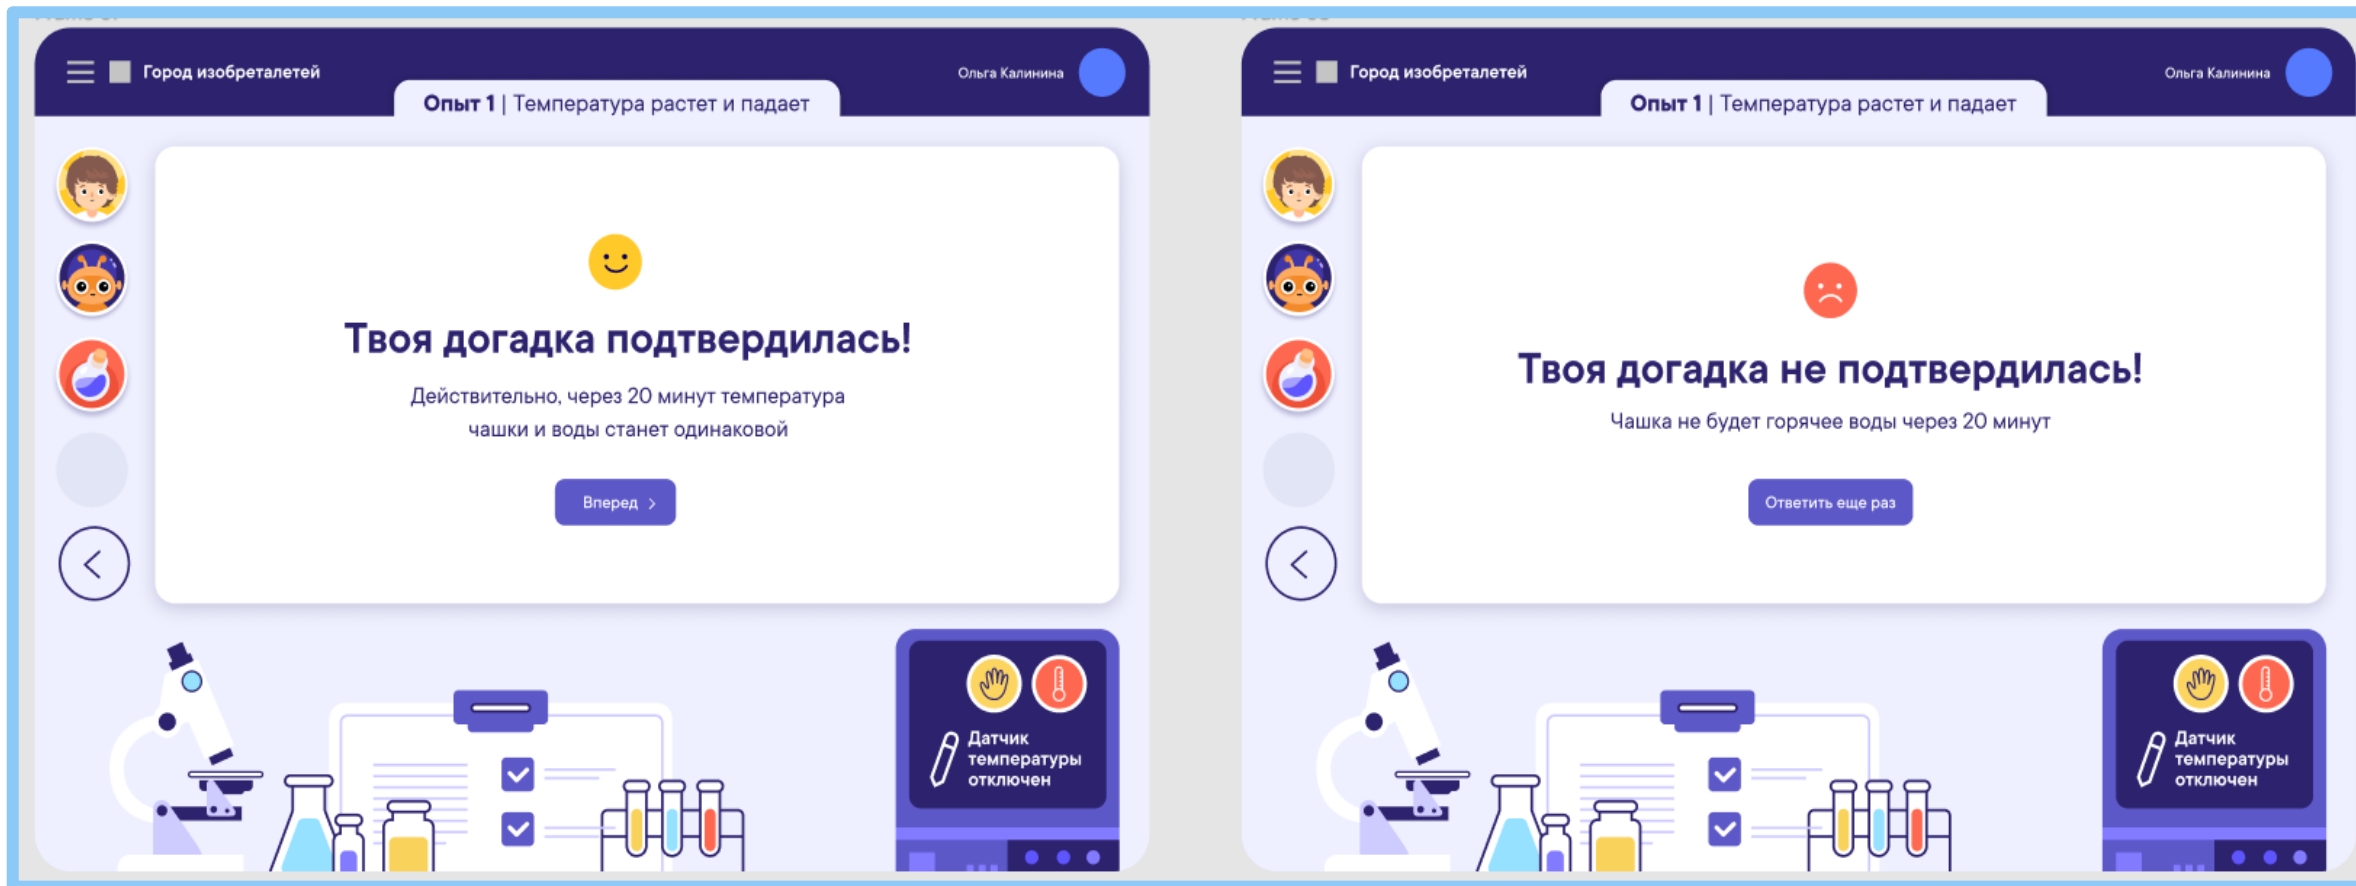 Город изобреталетей
Ольга Калинина
Опыт 1 | Температура растет и падает
Твоя догадка подтвердилась!
Действительно, через 20 минут температура
чашки и воды станет одинаковой
Вперед >
Датчик
температуры
отключен
Город изобреталетей
Ольга Калинина
Опыт 1 | Температура растет и падает
Твоя догадка не подтвердилась!
Чашка не будет горячее воды через 20 минут
Ответить еще раз
Датчик
температуры
отключен